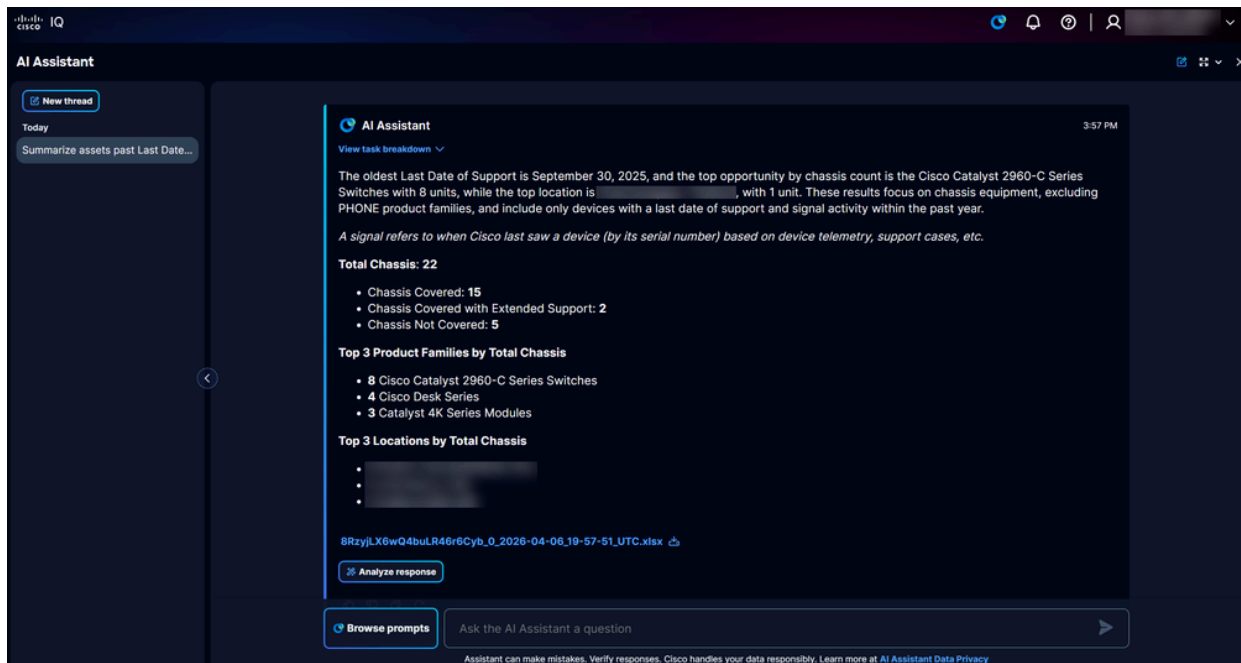 cisco IQ
AI Assistant
New thread
Today
Summarize assets past Last Date...
AI Assistant
3:57 PM
View task breakdown
The oldest Last Date of Support is September 30, 2025, and the top opportunity by chassis count is the Cisco Catalyst 2960-C Series
Switches with 8 units, while the top location is , with 1 unit. These results focus on chassis equipment, excluding
PHONE product families, and include only devices with a last date of support and signal activity within the past year.
A signal refers to when Cisco last saw a device (by its serial number) based on device telemetry, support cases, etc.
Total Chassis: 22
• Chassis Covered: 15
• Chassis Covered with Extended Support: 2
• Chassis Not Covered: 5
Top 3 Product Families by Total Chassis
• 8 Cisco Catalyst 2960-C Series Switches
• 4 Cisco Desk Series
• 3 Catalyst 4K Series Modules
Top 3 Locations by Total Chassis
8RzyjLX6wQ4buLR46r6Cyb_0_2026-04-06_19-57-51_UTC.xlsx
Analyze response
Browse prompts
Ask the AI Assistant a question
Assistant can make mistakes. Verify responses. Cisco handles your data responsibly. Learn more at AI Assistant Data Privacy